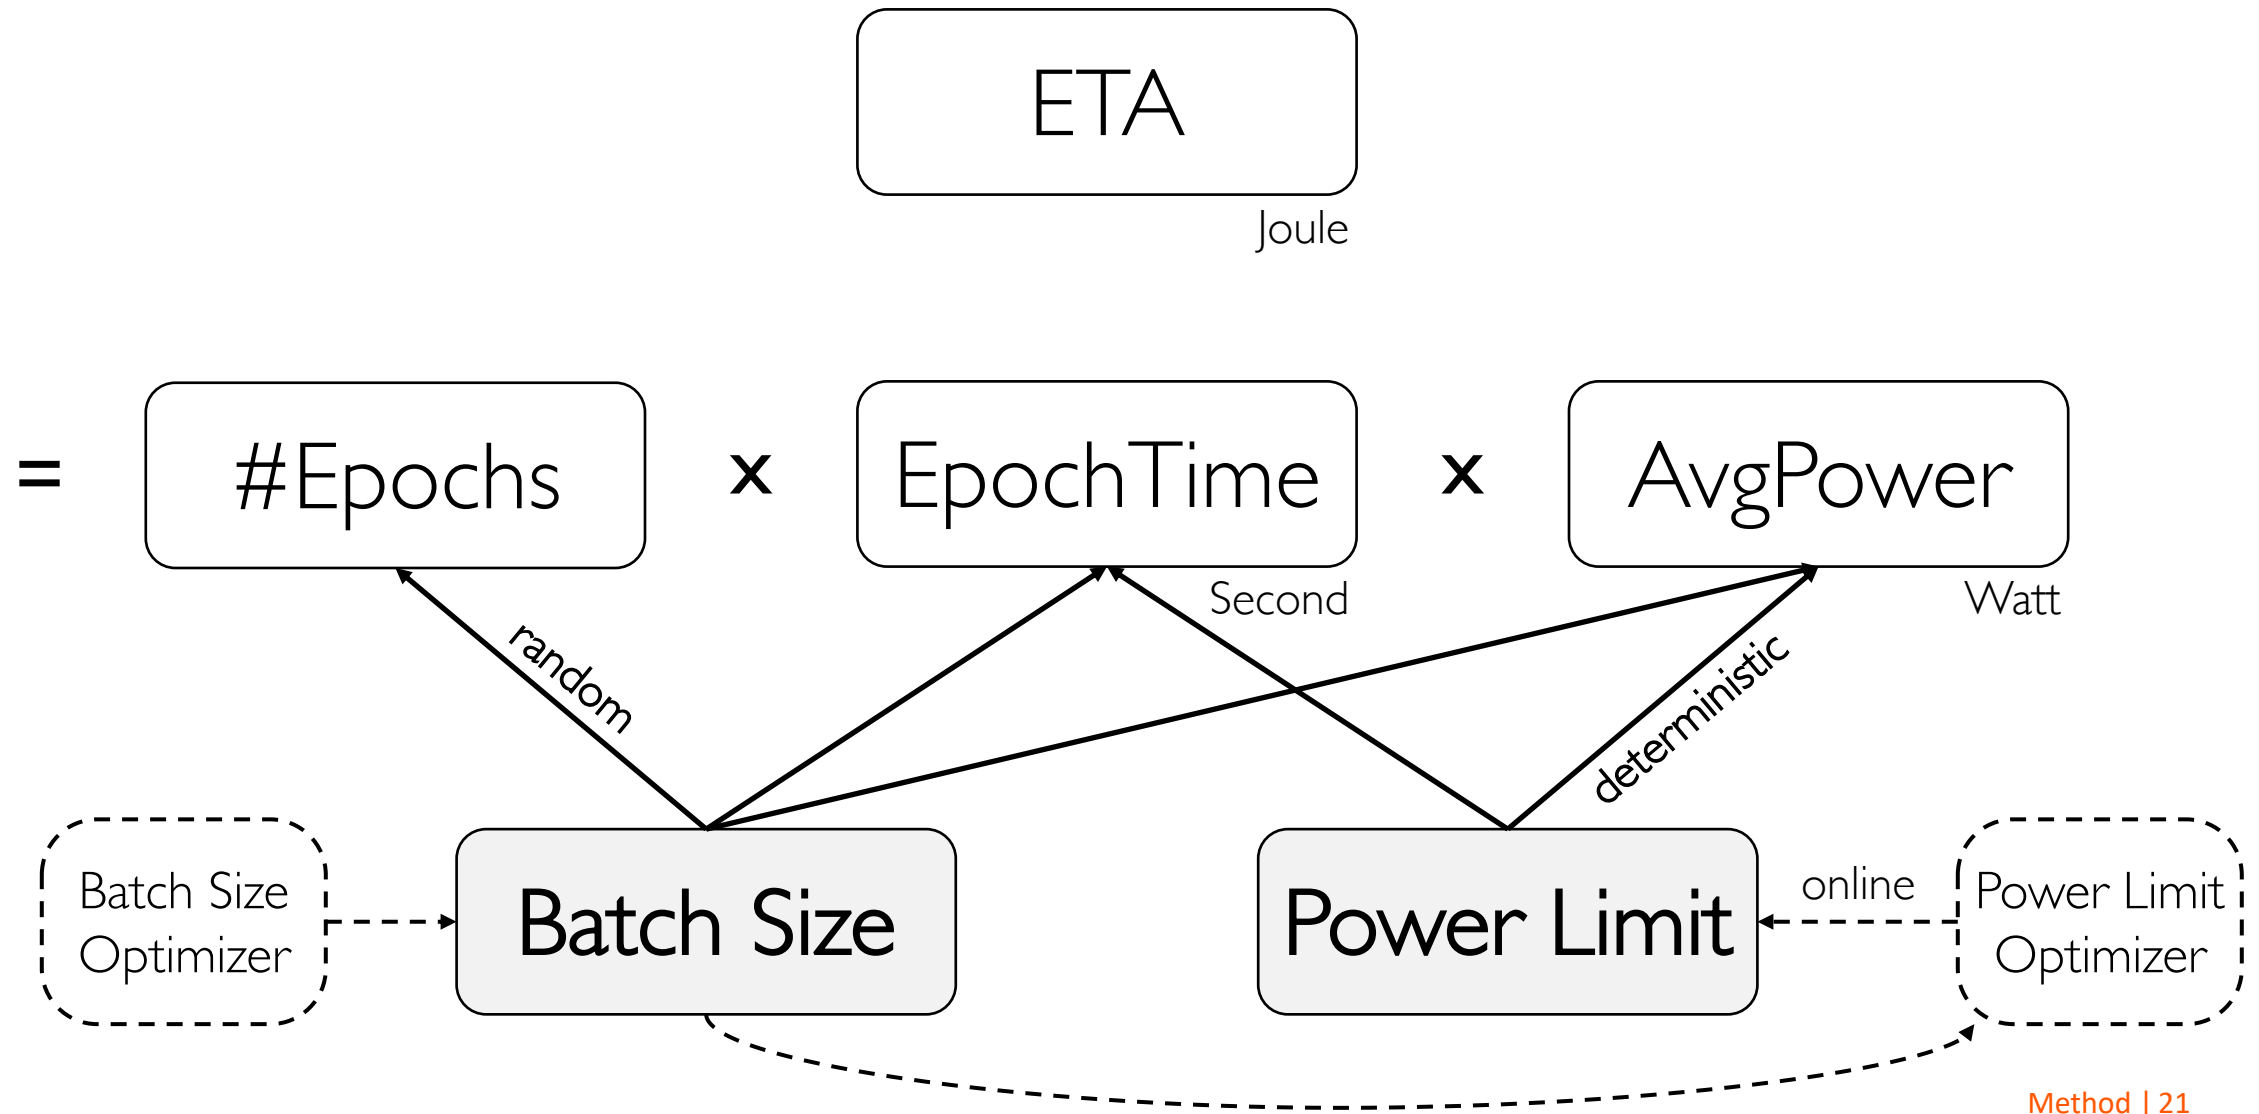 ETA
Joule
= #Epochs x EpochTime x AvgPower
Second
Watt
random
deterministic
Batch Size
Optimizer
Batch Size
Power Limit
online
Power Limit
Optimizer
Method | 21